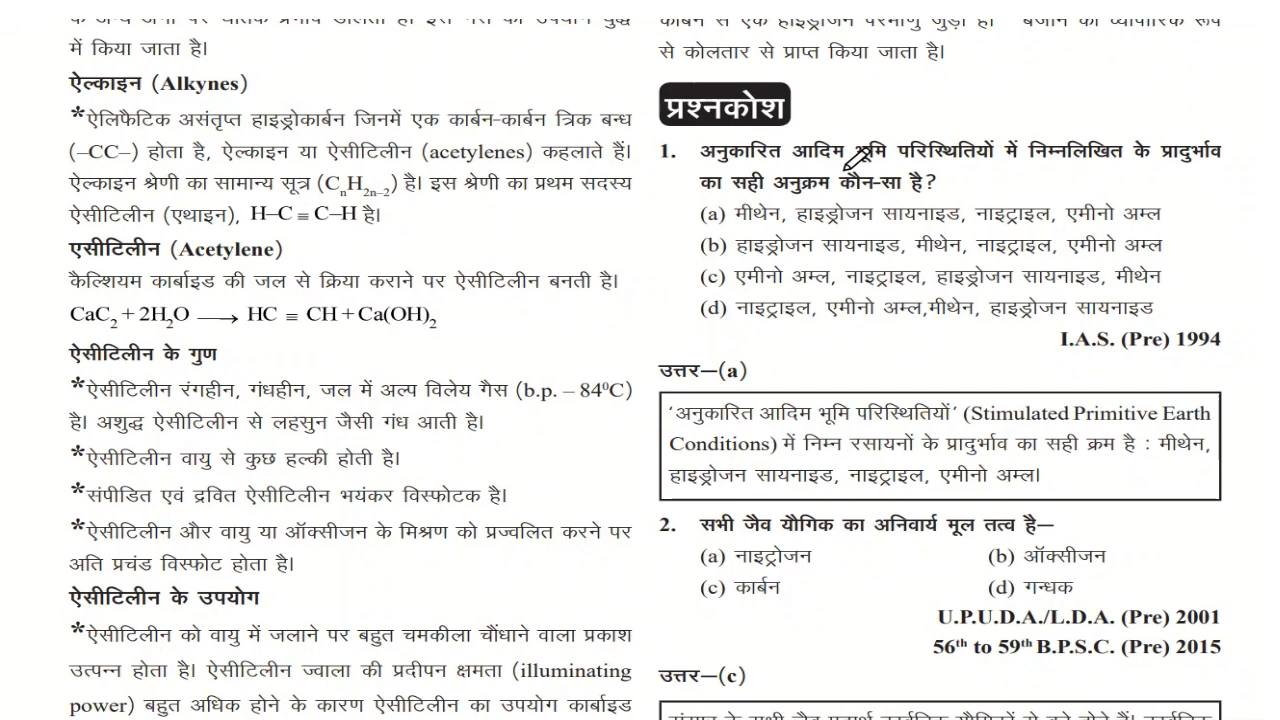 में किया जाता है।
ऐल्काइन (Alkynes)
*ऐलिफैटिक असंतृप्त हाइड्रोकार्बन जिनमें एक कार्बन-कार्बन त्रिक बन्ध
(–CC–) होता है, ऐल्काइन या ऐसीटिलीन (acetylenes) कहलाते हैं।
ऐल्काइन श्रेणी का सामान्य सूत्र (CnH2n–2) है। इस श्रेणी का प्रथम सदस्य
ऐसीटिलीन (एथाइन), H–C ≡ C–H है।
एसीटिलीन (Acetylene)
कैल्शियम कार्बाइड की जल से क्रिया कराने पर ऐसीटिलीन बनती है।
CaC2 + 2H2O ⟶ HC ≡ CH + Ca(OH)2
ऐसीटिलीन के गुण
*ऐसीटिलीन रंगहीन, गंधहीन, जल में अल्प विलेय गैस (b.p. – 84⁰C)
है। अशुद्ध ऐसीटिलीन से लहसुन जैसी गंध आती है।
*ऐसीटिलीन वायु से कुछ हल्की होती है।
*संपीडित एवं द्रवित ऐसीटिलीन भयंकर विस्फोटक है।
*ऐसीटिलीन और वायु या ऑक्सीजन के मिश्रण को प्रज्वलित करने पर
अति प्रचंड विस्फोट होता है।
ऐसीटिलीन के उपयोग
*ऐसीटिलीन को वायु में जलाने पर बहुत चमकीला चौंधाने वाला प्रकाश
उत्पन्न होता है। ऐसीटिलीन ज्वाला की प्रदीपन क्षमता (illuminating
power) बहुत अधिक होने के कारण ऐसीटिलीन का उपयोग कार्बाइड
से कोलतार से प्राप्त किया जाता है।
प्रश्नकोश
1. अनुकारित आदिम भूमि परिस्थितियों में निम्नलिखित के प्रादुर्भाव
का सही अनुक्रम कौन-सा है?
(a) मीथेन, हाइड्रोजन सायनाइड, नाइट्राइल, एमीनो अम्ल
(b) हाइड्रोजन सायनाइड, मीथेन, नाइट्राइल, एमीनो अम्ल
(c) एमीनो अम्ल, नाइट्राइल, हाइड्रोजन सायनाइड, मीथेन
(d) नाइट्राइल, एमीनो अम्ल,मीथेन, हाइड्रोजन सायनाइड
I.A.S. (Pre) 1994
उत्तर–(a)
'अनुकारित आदिम भूमि परिस्थितियों' (Stimulated Primitive Earth
Conditions) में निम्न रसायनों के प्रादुर्भाव का सही क्रम है : मीथेन,
हाइड्रोजन सायनाइड, नाइट्राइल, एमीनो अम्ल।
2. सभी जैव यौगिक का अनिवार्य मूल तत्व है–
(a) नाइट्रोजन (b) ऑक्सीजन
(c) कार्बन (d) गन्धक
U.P.U.D.A./L.D.A. (Pre) 2001
56th to 59th B.P.S.C. (Pre) 2015
उत्तर–(c)